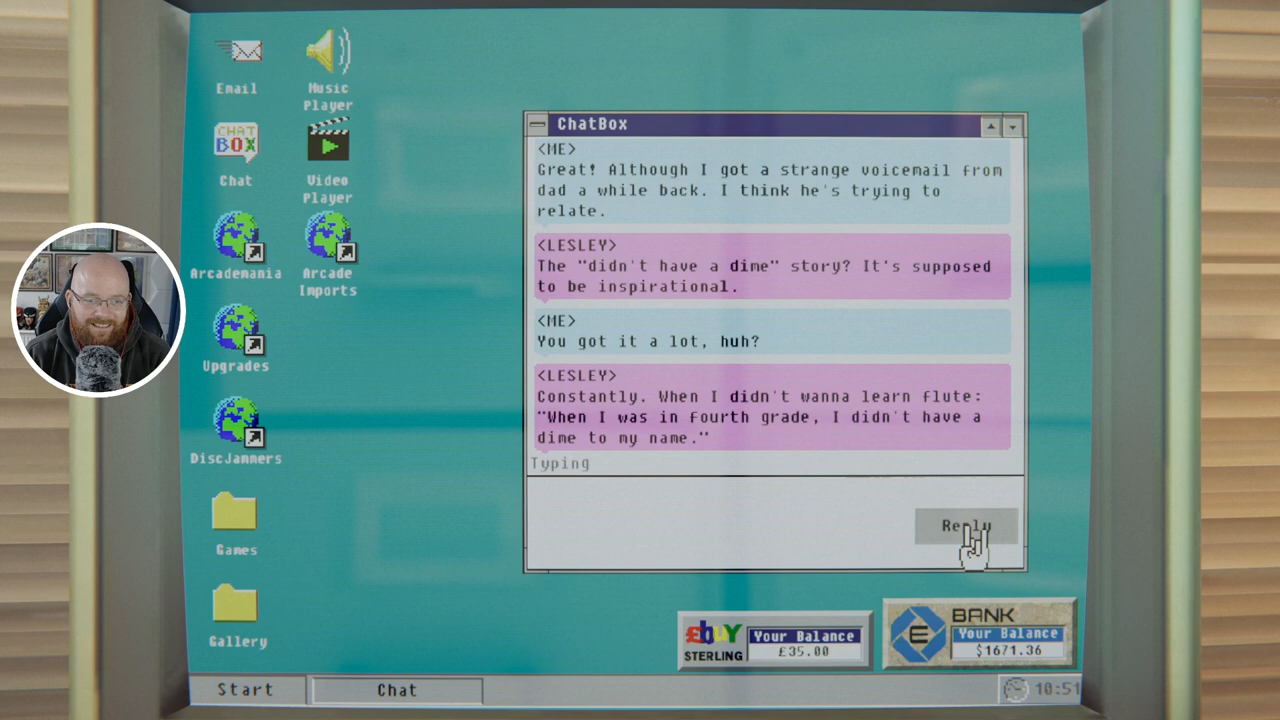 Email
Music
Player
CHAT
BOX
Chat
Video
Player
Arcademania
Arcade
Imports
Upgrades
DiscJammers
Games
Gallery
ChatBox
<ME>
Great! Although I got a strange voicemail from
dad a while back. I think he's trying to
relate.
<LESLEY>
The "didn't have a dime" story? It's supposed
to be inspirational.
<ME>
You got it a lot, huh?
<LESLEY>
Constantly. When I didn't wanna learn flute:
"When I was in fourth grade, I didn't have a
dime to my name."
Typing
Reply
£bUY
STERLING
Your Balance
£35.00
E
BANK
Your Balance
$1671.36
Start
Chat
10:51